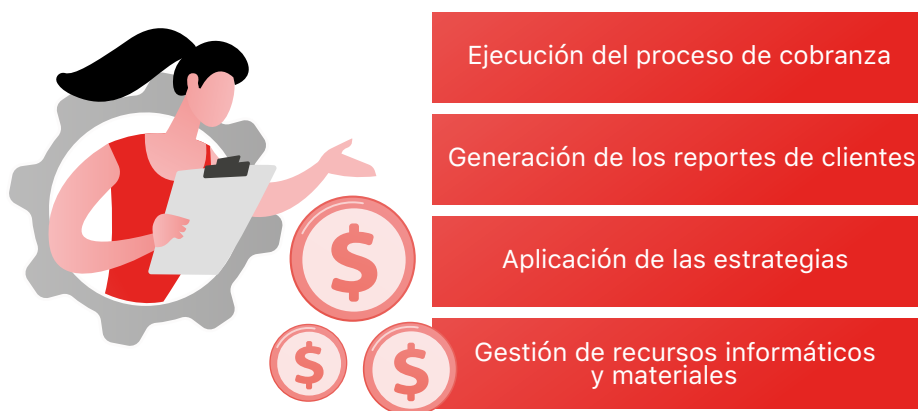 Ejecución del proceso de cobranza
Generación de los reportes de clientes
Aplicación de las estrategias
Gestión de recursos informáticos
y materiales
$
$
$